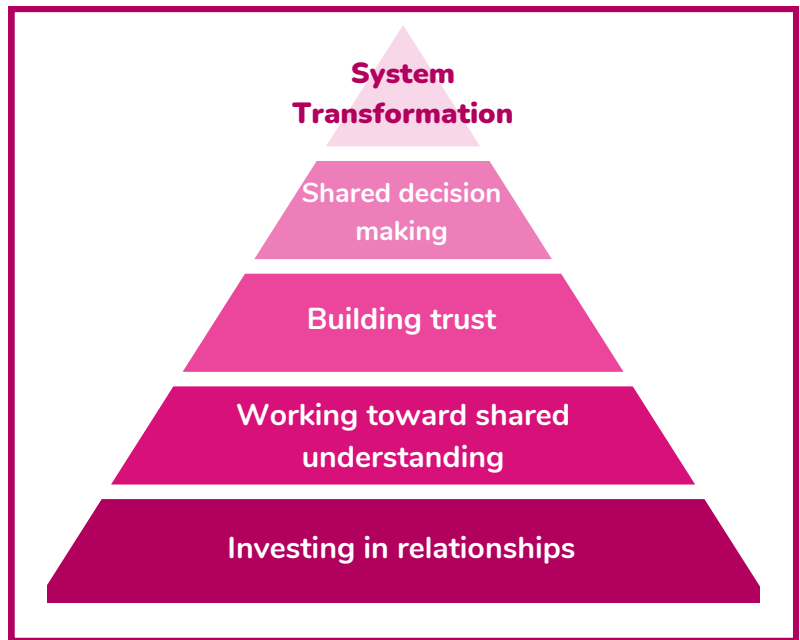 System
Transformation
Shared decision
making
Building trust
Working toward shared
understanding
Investing in relationships